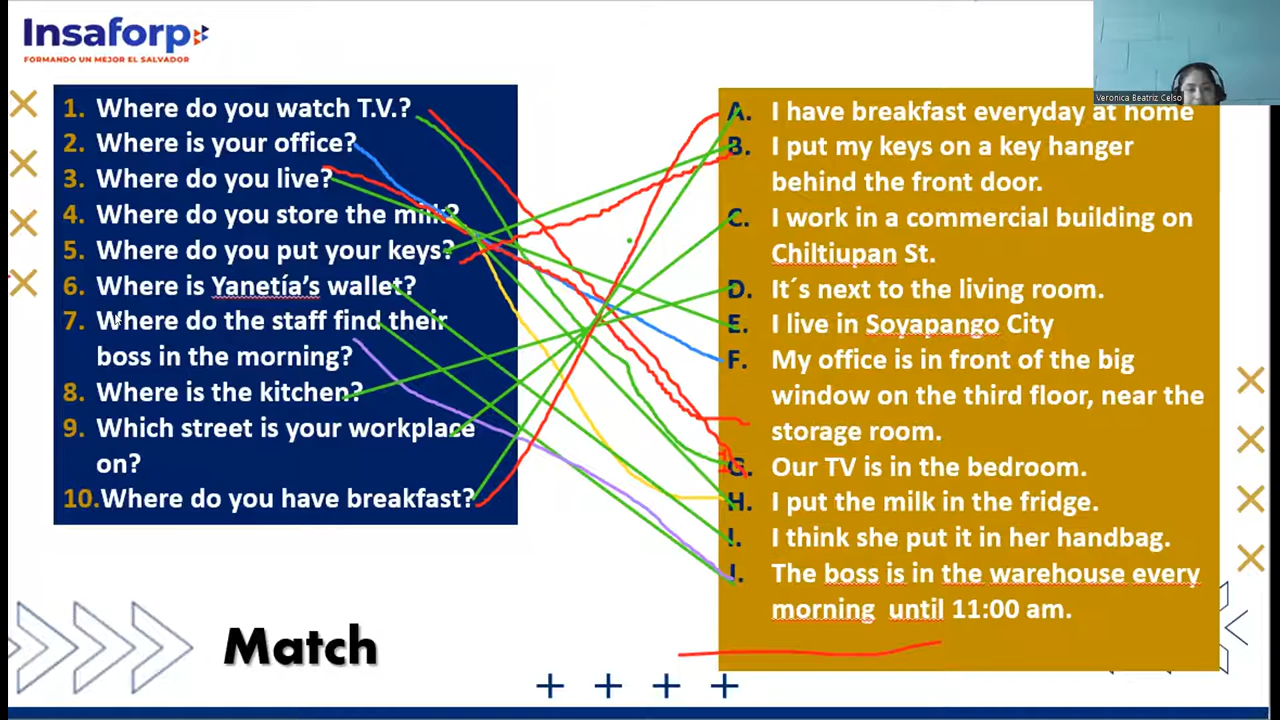 Insaforp
FORMANDO UN MEJOR EL SALVADOR
Veronica Beatriz Celso
1. Where do you watch T.V.?
2. Where is your office?
3. Where do you live?
4. Where do you store the milk?
5. Where do you put your keys?
6. Where is Yanetía’s wallet?
7. Where do the staff find their
boss in the morning?
8. Where is the kitchen?
9. Which street is your workplace
on?
10. Where do you have breakfast?
A. I have breakfast everyday at home
B. I put my keys on a key hanger
behind the front door.
C. I work in a commercial building on
Chiltiupan St.
D. It´s next to the living room.
E. I live in Soyapango City
F. My office is in front of the big
window on the third floor, near the
storage room.
G. Our TV is in the bedroom.
H. I put the milk in the fridge.
I. I think she put it in her handbag.
J. The boss is in the warehouse every
morning until 11:00 am.
Match